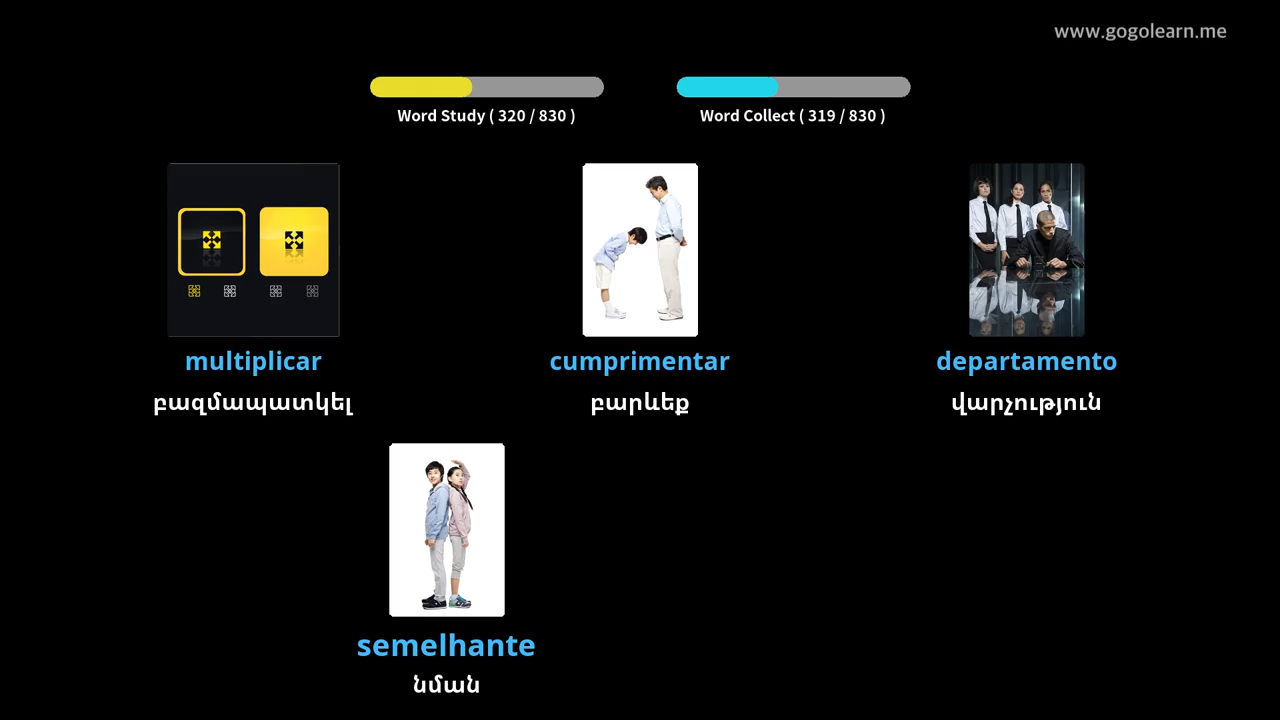 www.gogolearn.me
Word Study ( 320 / 830 )
Word Collect ( 319 / 830 )
multiplicar
բազմապատկել
cumprimentar
բարևեք
departamento
վարչություն
semelhante
նման